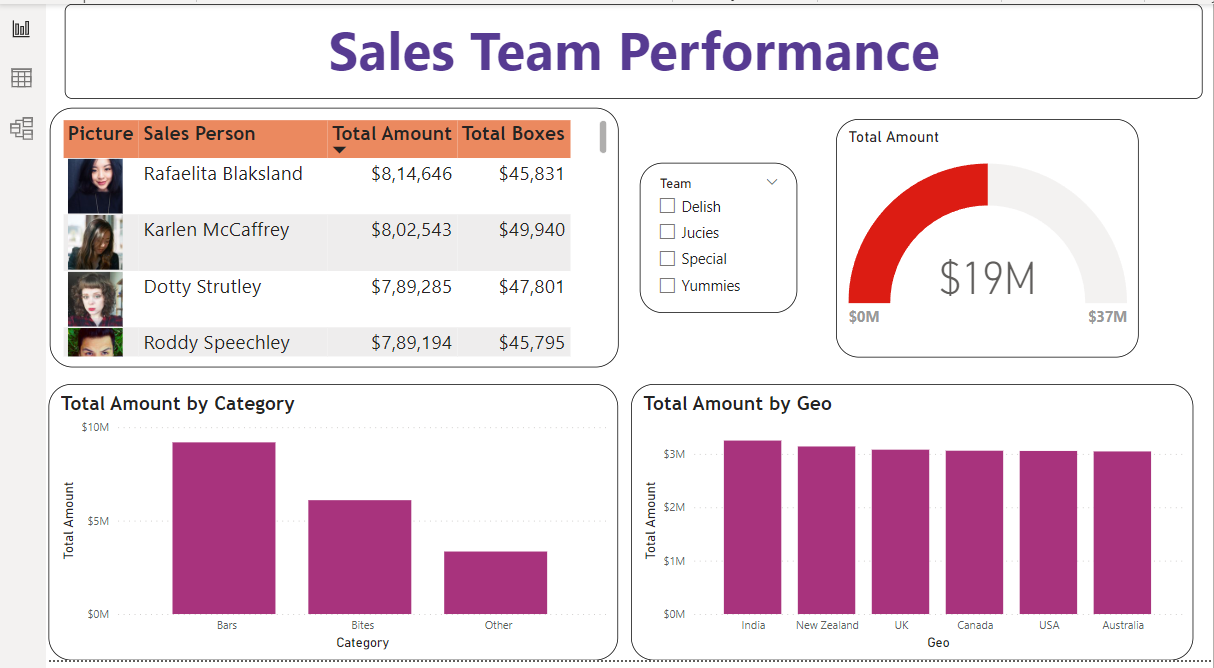 Sales Team Performance
Picture Sales Person Total Amount Total Boxes
Rafaelita Blaksland $8,14,646 $45,831
Karlen McCaffrey $8,02,543 $49,940
Dotty Strutley $7,89,285 $47,801
Roddy Speechley $7,89,194 $45,795
Team
Delish
Jucies
Special
Yummies
Total Amount
$19M
$0M $37M
Total Amount by Category
$10M
$5M
$0M
Total Amount
Bars Bites Other
Category
Total Amount by Geo
$3M
$2M
$1M
$0M
Total Amount
India New Zealand UK Canada USA Australia
Geo